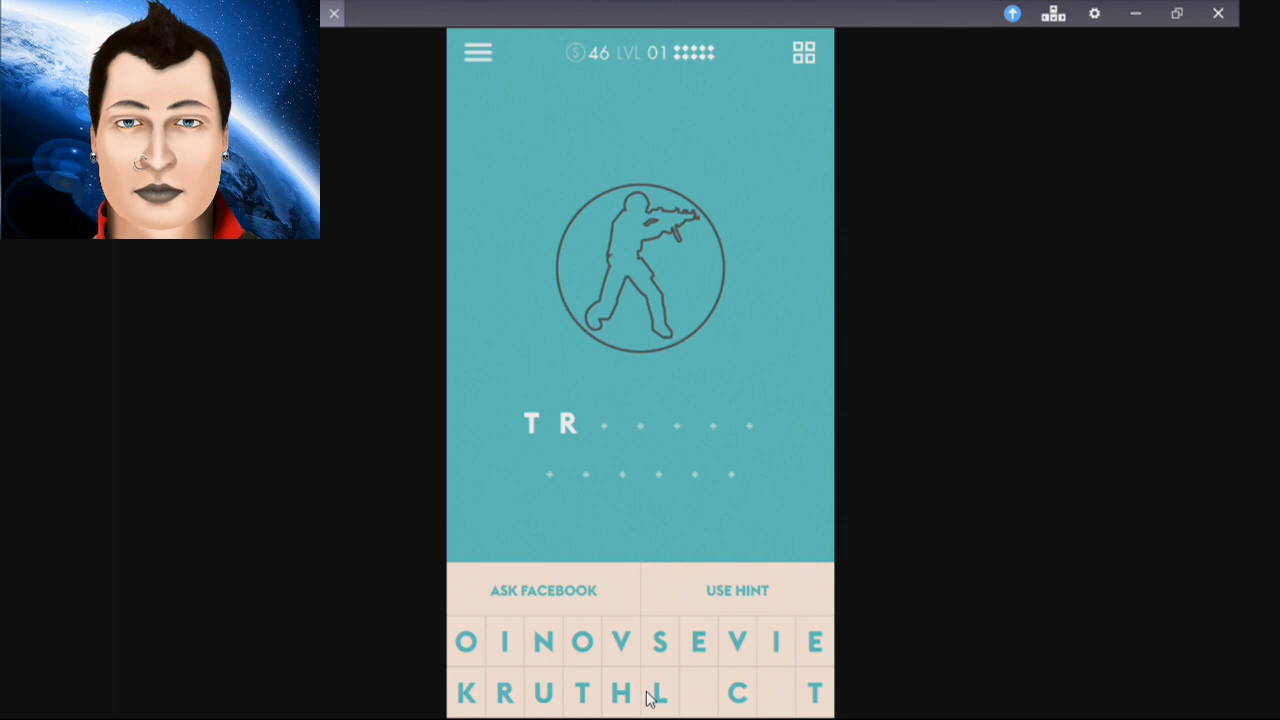 S 46 LVL 01
T R
ASK FACEBOOK USE HINT
O I N O V S E V I E
K R U T H L C T